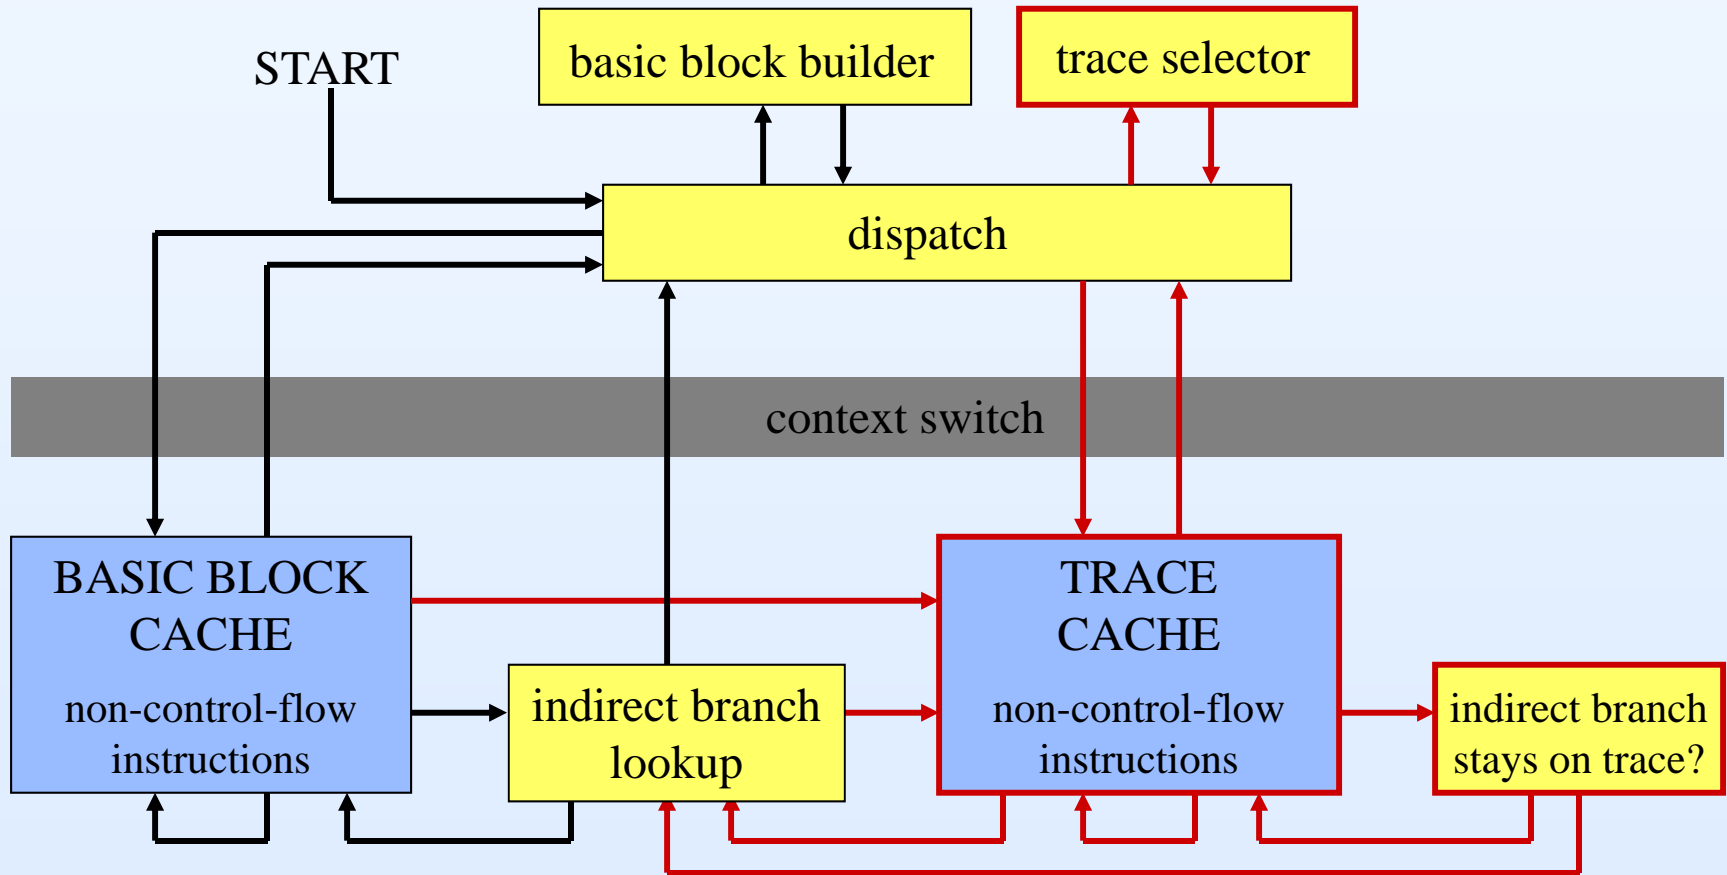 START
basic block builder
trace selector
dispatch
context switch
BASIC BLOCK
CACHE
non-control-flow
instructions
indirect branch
lookup
TRACE
CACHE
non-control-flow
instructions
indirect branch
stays on trace?